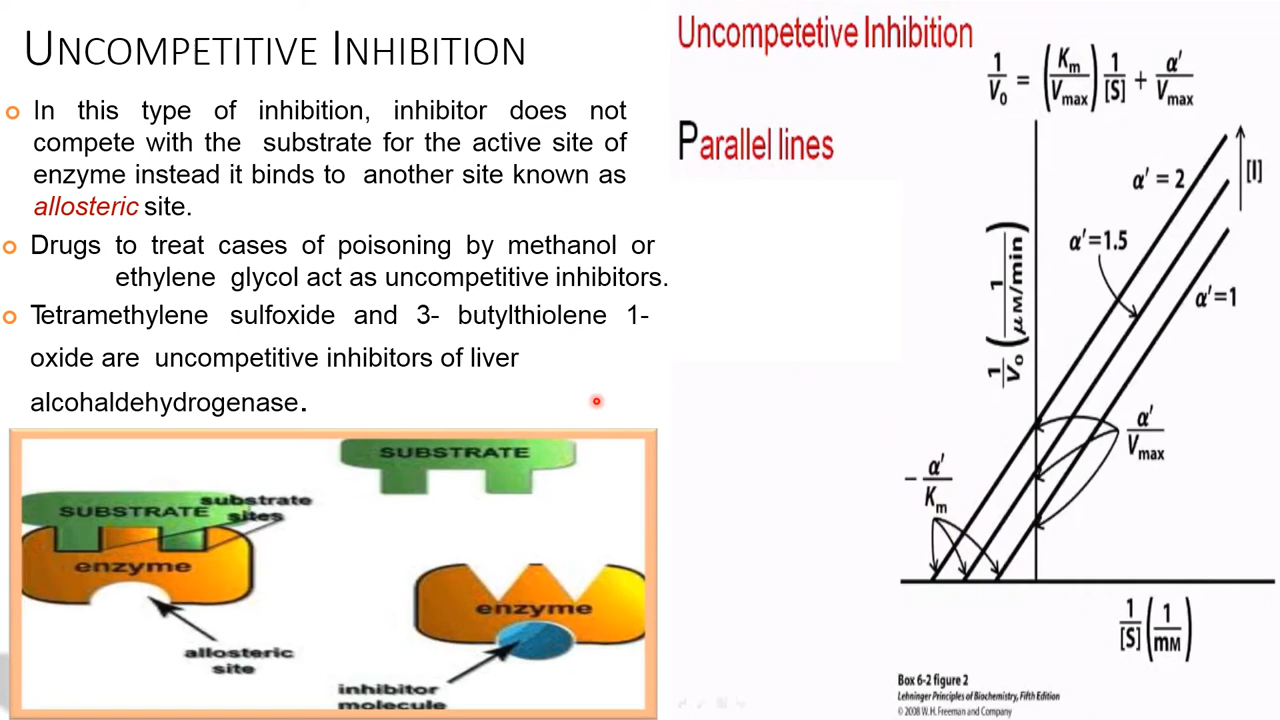 UNCOMPETITIVE INHIBITION
In this type of inhibition, inhibitor does not
compete with the substrate for the active site of
enzyme instead it binds to another site known as
allosteric site.
Drugs to treat cases of poisoning by methanol or
ethylene glycol act as uncompetitive inhibitors.
Tetramethylene sulfoxide and 3- butylthiolene 1-
oxide are uncompetitive inhibitors of liver
alcohaldehydrogenase.
SUBSTRATE
SUBSTRATE
substrate
sites
enzyme
allosteric
site
enzyme
inhibitor
molecule
Uncompetetive Inhibition
1/V₀ = (Kₘ/Vmax) 1/[S] + α′/Vmax
Parallel lines
α′ = 2
[I]
α′=1.5
α′=1
1/V₀ (1/μM/min)
α′/Vmax
− α′/Kₘ
1/[S] (1/mM)
Box 6-2 figure 2
Lehninger Principles of Biochemistry, Fifth Edition
© 2008 W. H. Freeman and Company